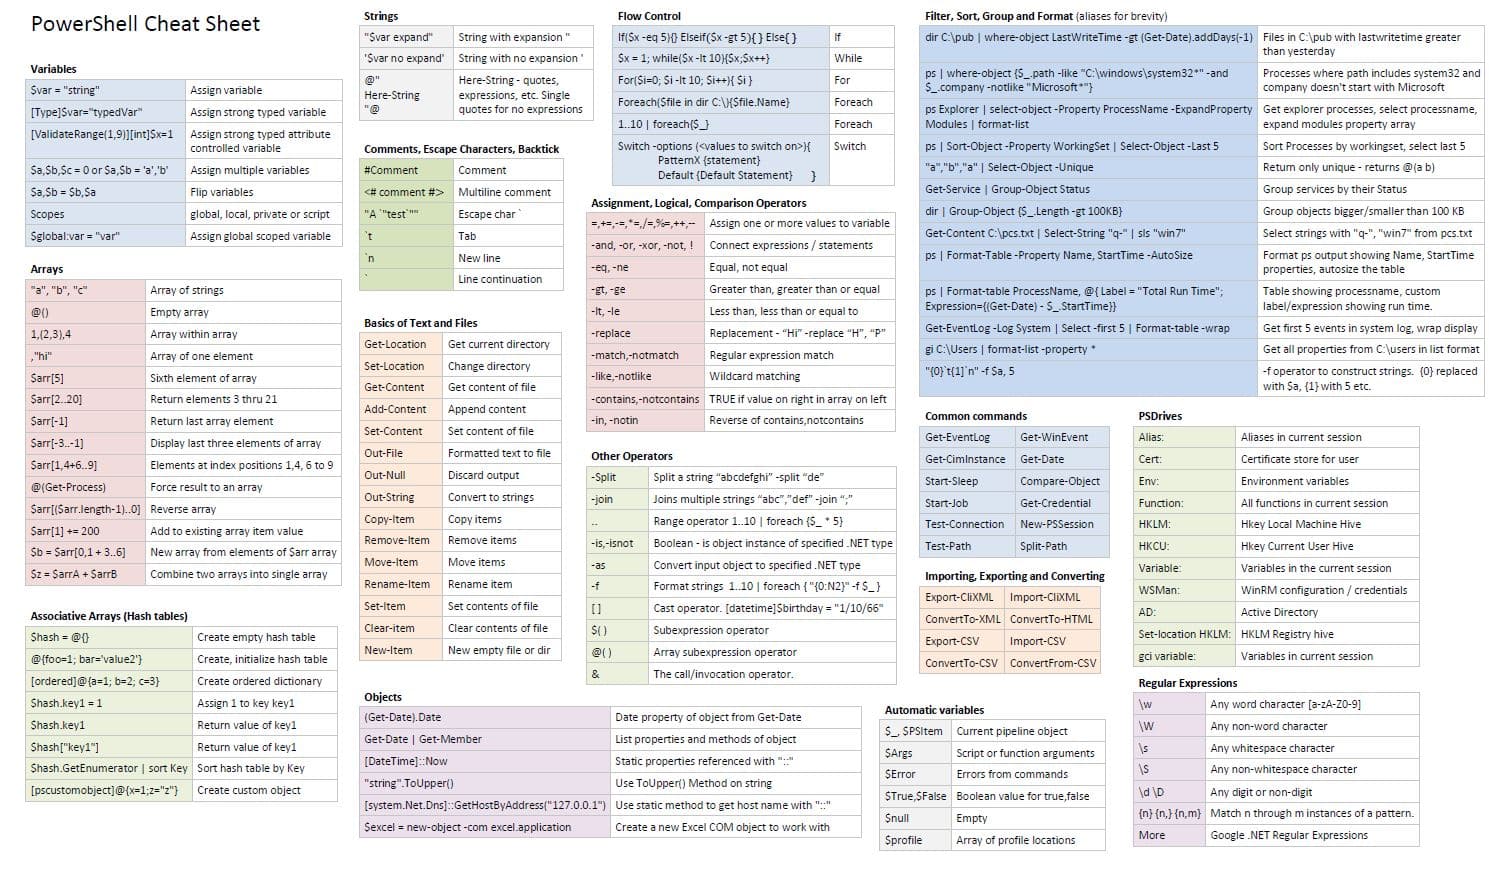 PowerShell Cheat Sheet
Variables
$var = "string" Assign variable
[Type]$var="typedVar" Assign strong typed variable
[ValidateRange(1,9)][int]$x=1 Assign strong typed attribute
controlled variable
$a,$b,$c = 0 or $a,$b = 'a','b' Assign multiple variables
$a,$b = $b,$a Flip variables
Scopes global, local, private or script
$global:var = "var" Assign global scoped variable
Arrays
"a", "b", "c" Array of strings
@() Empty array
1,(2,3),4 Array within array
,"hi" Array of one element
$arr[5] Sixth element of array
$arr[2..20] Return elements 3 thru 21
$arr[-1] Return last array element
$arr[-3..-1] Display last three elements of array
$arr[1,4+6..9] Elements at index positions 1,4, 6 to 9
@(Get-Process) Force result to an array
$arr[($arr.length-1)..0] Reverse array
$arr[1] += 200 Add to existing array item value
$b = $arr[0,1 + 3..6] New array from elements of $arr array
$z = $arrA + $arrB Combine two arrays into single array
Associative Arrays (Hash tables)
$hash = @{} Create empty hash table
@{foo=1; bar='value2'} Create, initialize hash table
[ordered]@{a=1; b=2; c=3} Create ordered dictionary
$hash.key1 = 1 Assign 1 to key key1
$hash.key1 Return value of key1
$hash["key1"] Return value of key1
$hash.GetEnumerator | sort Key Sort hash table by Key
[pscustomobject]@{x=1;z="z"} Create custom object
Strings
"$var expand" String with expansion "
'$var no expand' String with no expansion '
@" Here-String - quotes,
Here-String expressions, etc. Single
"@ quotes for no expressions
Comments, Escape Characters, Backtick
#Comment Comment
<# comment #> Multiline comment
"A `"test`"" Escape char `
`t Tab
`n New line
` Line continuation
Basics of Text and Files
Get-Location Get current directory
Set-Location Change directory
Get-Content Get content of file
Add-Content Append content
Set-Content Set content of file
Out-File Formatted text to file
Out-Null Discard output
Out-String Convert to strings
Copy-Item Copy items
Remove-Item Remove items
Move-Item Move items
Rename-Item Rename item
Set-Item Set contents of file
Clear-item Clear contents of file
New-Item New empty file or dir
Objects
(Get-Date).Date Date property of object from Get-Date
Get-Date | Get-Member List properties and methods of object
[DateTime]::Now Static properties referenced with "::"
"string".ToUpper() Use ToUpper() Method on string
[system.Net.Dns]::GetHostByAddress("127.0.0.1") Use static method to get host name with "::"
$excel = new-object -com excel.application Create a new Excel COM object to work with
Flow Control
If($x -eq 5){} Elseif($x -gt 5){} Else{} If
$x = 1; while($x -lt 10){$x;$x++} While
For($i=0; $i -lt 10; $i++){ $i } For
Foreach($file in dir C:\){$file.Name} Foreach
1..10 | foreach{$_} Foreach
Switch -options (<values to switch on>){ Switch
PatternX {statement}
Default {Default Statement} }
Assignment, Logical, Comparison Operators
=,+=,-=,*=,/=,%=,++,-- Assign one or more values to variable
-and, -or, -xor, -not, ! Connect expressions / statements
-eq, -ne Equal, not equal
-gt, -ge Greater than, greater than or equal
-lt, -le Less than, less than or equal to
-replace Replacement - “Hi” -replace “H”, “P”
-match,-notmatch Regular expression match
-like,-notlike Wildcard matching
-contains,-notcontains TRUE if value on right in array on left
-in, -notin Reverse of contains,notcontains
Other Operators
-Split Split a string “abcdefghi” -split “de”
-join Joins multiple strings “abc”,”def” -join “;”
.. Range operator 1..10 | foreach {$_ * 5}
-is,-isnot Boolean - is object instance of specified .NET type
-as Convert input object to specified .NET type
-f Format strings 1..10 | foreach { "{0:N2}" -f $_ }
[ ] Cast operator. [datetime]$birthday = "1/10/66"
$( ) Subexpression operator
@( ) Array subexpression operator
& The call/invocation operator.
Automatic variables
$_, $PSItem Current pipeline object
$Args Script or function arguments
$Error Errors from commands
$True,$False Boolean value for true,false
$null Empty
$profile Array of profile locations
Filter, Sort, Group and Format (aliases for brevity)
dir C:\pub | where-object LastWriteTime -gt (Get-Date).addDays(-1) Files in C:\pub with lastwritetime greater
than yesterday
ps | where-object {$_.path -like "C:\windows\system32*" -and Processes where path includes system32 and
$_.company -notlike "Microsoft*"} company doesn't start with Microsoft
ps Explorer | select-object -Property ProcessName -ExpandProperty Get explorer processes, select processname,
Modules | format-list expand modules property array
ps | Sort-Object -Property WorkingSet | Select-Object -Last 5 Sort Processes by workingset, select last 5
"a","b","a" | Select-Object -Unique Return only unique - returns @(a b)
Get-Service | Group-Object Status Group services by their Status
dir | Group-Object {$_.Length -gt 100KB} Group objects bigger/smaller than 100 KB
Get-Content C:\pcs.txt | Select-String "q-" | sls "win7" Select strings with "q-", "win7" from pcs.txt
ps | Format-Table -Property Name, StartTime -AutoSize Format ps output showing Name, StartTime
properties, autosize the table
ps | Format-table ProcessName, @{ Label = "Total Run Time"; Table showing processname, custom
Expression={(Get-Date) - $_.StartTime}} label/expression showing run time.
Get-EventLog -Log System | Select -first 5 | Format-table -wrap Get first 5 events in system log, wrap display
gi C:\Users | format-list -property * Get all properties from C:\users in list format
"{0}`t{1}`n" -f $a, 5 -f operator to construct strings. {0} replaced
with $a, {1} with 5 etc.
Common commands
Get-EventLog Get-WinEvent
Get-CimInstance Get-Date
Start-Sleep Compare-Object
Start-Job Get-Credential
Test-Connection New-PSSession
Test-Path Split-Path
Importing, Exporting and Converting
Export-CliXML Import-CliXML
ConvertTo-XML ConvertTo-HTML
Export-CSV Import-CSV
ConvertTo-CSV ConvertFrom-CSV
PSDrives
Alias: Aliases in current session
Cert: Certificate store for user
Env: Environment variables
Function: All functions in current session
HKLM: Hkey Local Machine Hive
HKCU: Hkey Current User Hive
Variable: Variables in the current session
WSMan: WinRM configuration / credentials
AD: Active Directory
Set-location HKLM: HKLM Registry hive
gci variable: Variables in current session
Regular Expressions
\w Any word character [a-zA-Z0-9]
\W Any non-word character
\s Any whitespace character
\S Any non-whitespace character
\d \D Any digit or non-digit
{n} {n,} {n,m} Match n through m instances of a pattern.
More Google .NET Regular Expressions